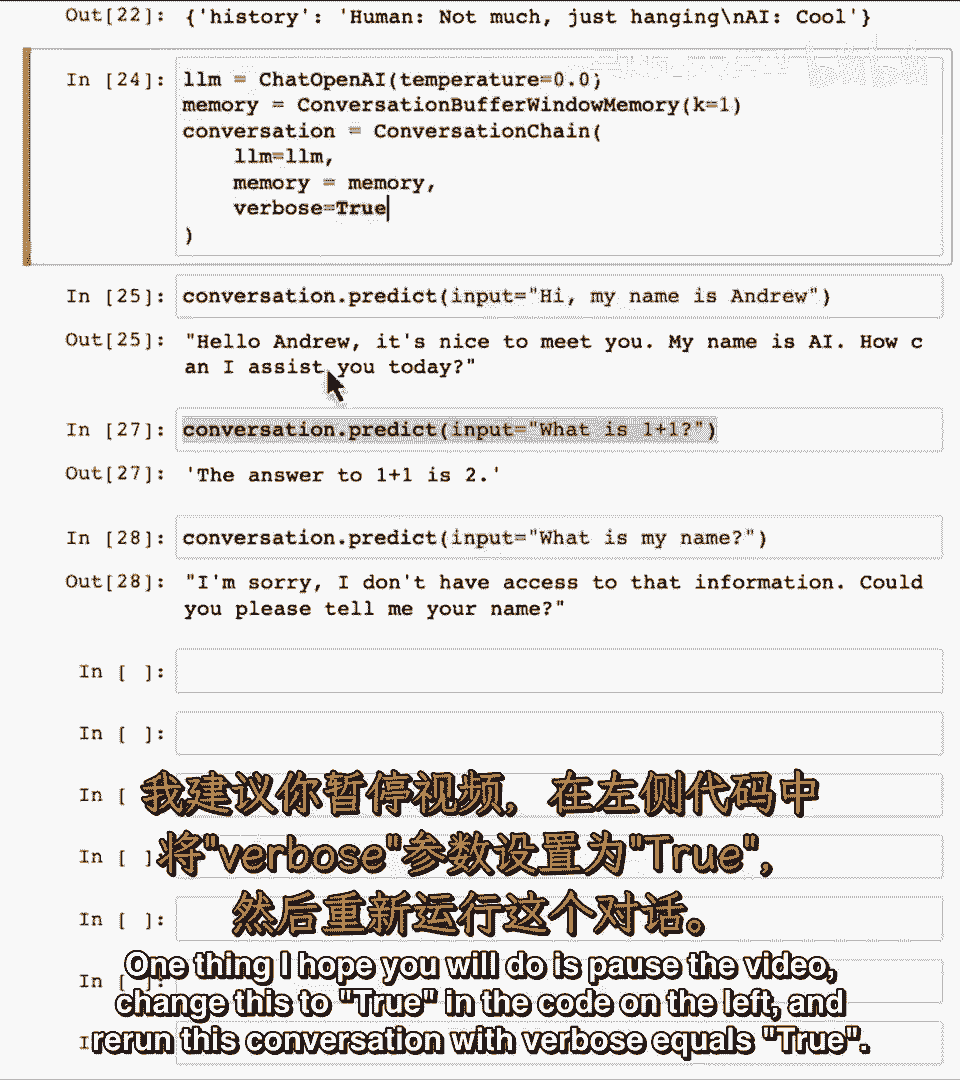 Out[22]: {'history': 'Human: Not much, just hanging\nAI: Cool'}
In [24]: llm = ChatOpenAI(temperature=0.0)
memory = ConversationBufferWindowMemory(k=1)
conversation = ConversationChain(
llm=llm,
memory = memory,
verbose=True
)
In [25]: conversation.predict(input="Hi, my name is Andrew")
Out[25]: "Hello Andrew, it's nice to meet you. My name is AI. How c
an I assist you today?"
In [27]: conversation.predict(input="What is 1+1?")
Out[27]: 'The answer to 1+1 is 2.'
In [28]: conversation.predict(input="What is my name?")
Out[28]: "I'm sorry, I don't have access to that information. Could
you please tell me your name?"
In [ ]:
In [ ]:
In [
我建议你暂停视频，在左侧代码中
In [ ]
将"verbose"参数设置为"True"，
In [ ]:
然后重新运行这个对话。
In [
One thing I hope you will do is pause the video,
change this to "True" in the code on the left, and
I
rerun this conversation with verbose equals "True".